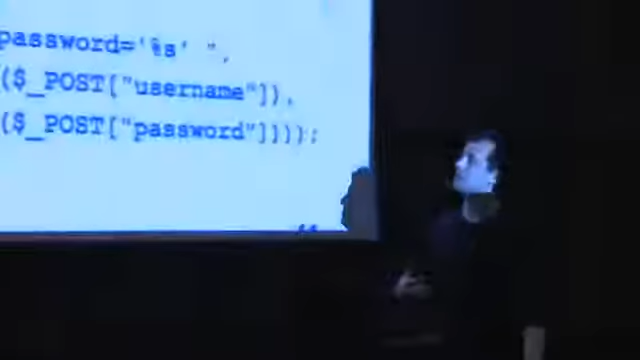 password='%s' ",
($_POST["username"]),
($_POST["password"])));